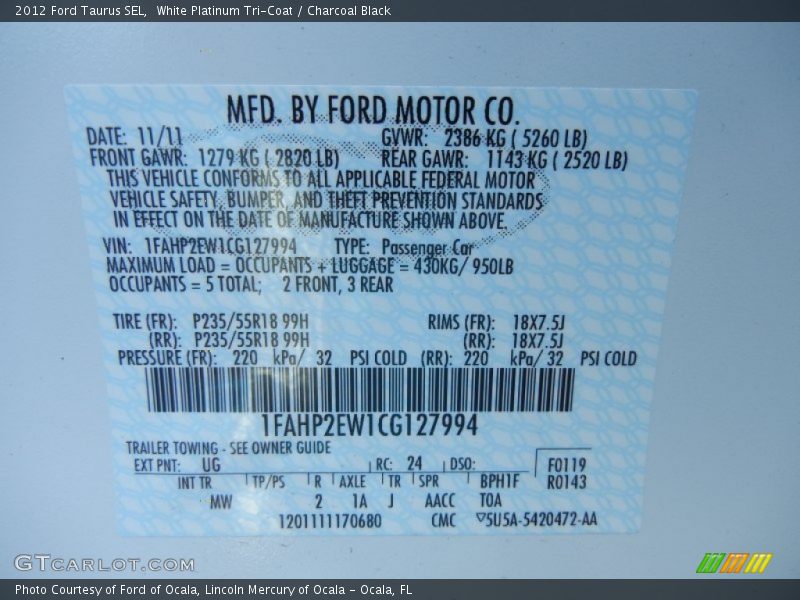 2012 Ford Taurus SEL,  White Platinum Tri-Coat / Charcoal Black
MFD. BY FORD MOTOR CO.
DATE: 11/11 GVWR: 2386 KG ( 5260 LB)
FRONT GAWR: 1279 KG ( 2820 LB) REAR GAWR: 1143 KG ( 2520 LB)
THIS VEHICLE CONFORMS TO ALL APPLICABLE FEDERAL MOTOR
VEHICLE SAFETY, BUMPER, AND THEFT PREVENTION STANDARDS
IN EFFECT ON THE DATE OF MANUFACTURE SHOWN ABOVE.
VIN: 1FAHP2EW1CG127994 TYPE: Passenger Car
MAXIMUM LOAD = OCCUPANTS + LUGGAGE = 430KG/ 950LB
OCCUPANTS = 5 TOTAL; 2 FRONT, 3 REAR
TIRE (FR): P235/55R18 99H RIMS (FR): 18X7.5J
(RR): P235/55R18 99H (RR): 18X7.5J
PRESSURE (FR): 220 kPa/ 32 PSI COLD (RR): 220 kPa/ 32 PSI COLD
1FAHP2EW1CG127994
TRAILER TOWING - SEE OWNER GUIDE
EXT PNT: UG RC: 24 DSO: F0119
INT TR TP/PS R AXLE TR SPR BPH1F R0143
MW 2 1A J AACC TOA
1201111170680 CMC ▽5U5A-5420472-AA
GTCARLOT.COM
Photo Courtesy of Ford of Ocala, Lincoln Mercury of Ocala - Ocala, FL